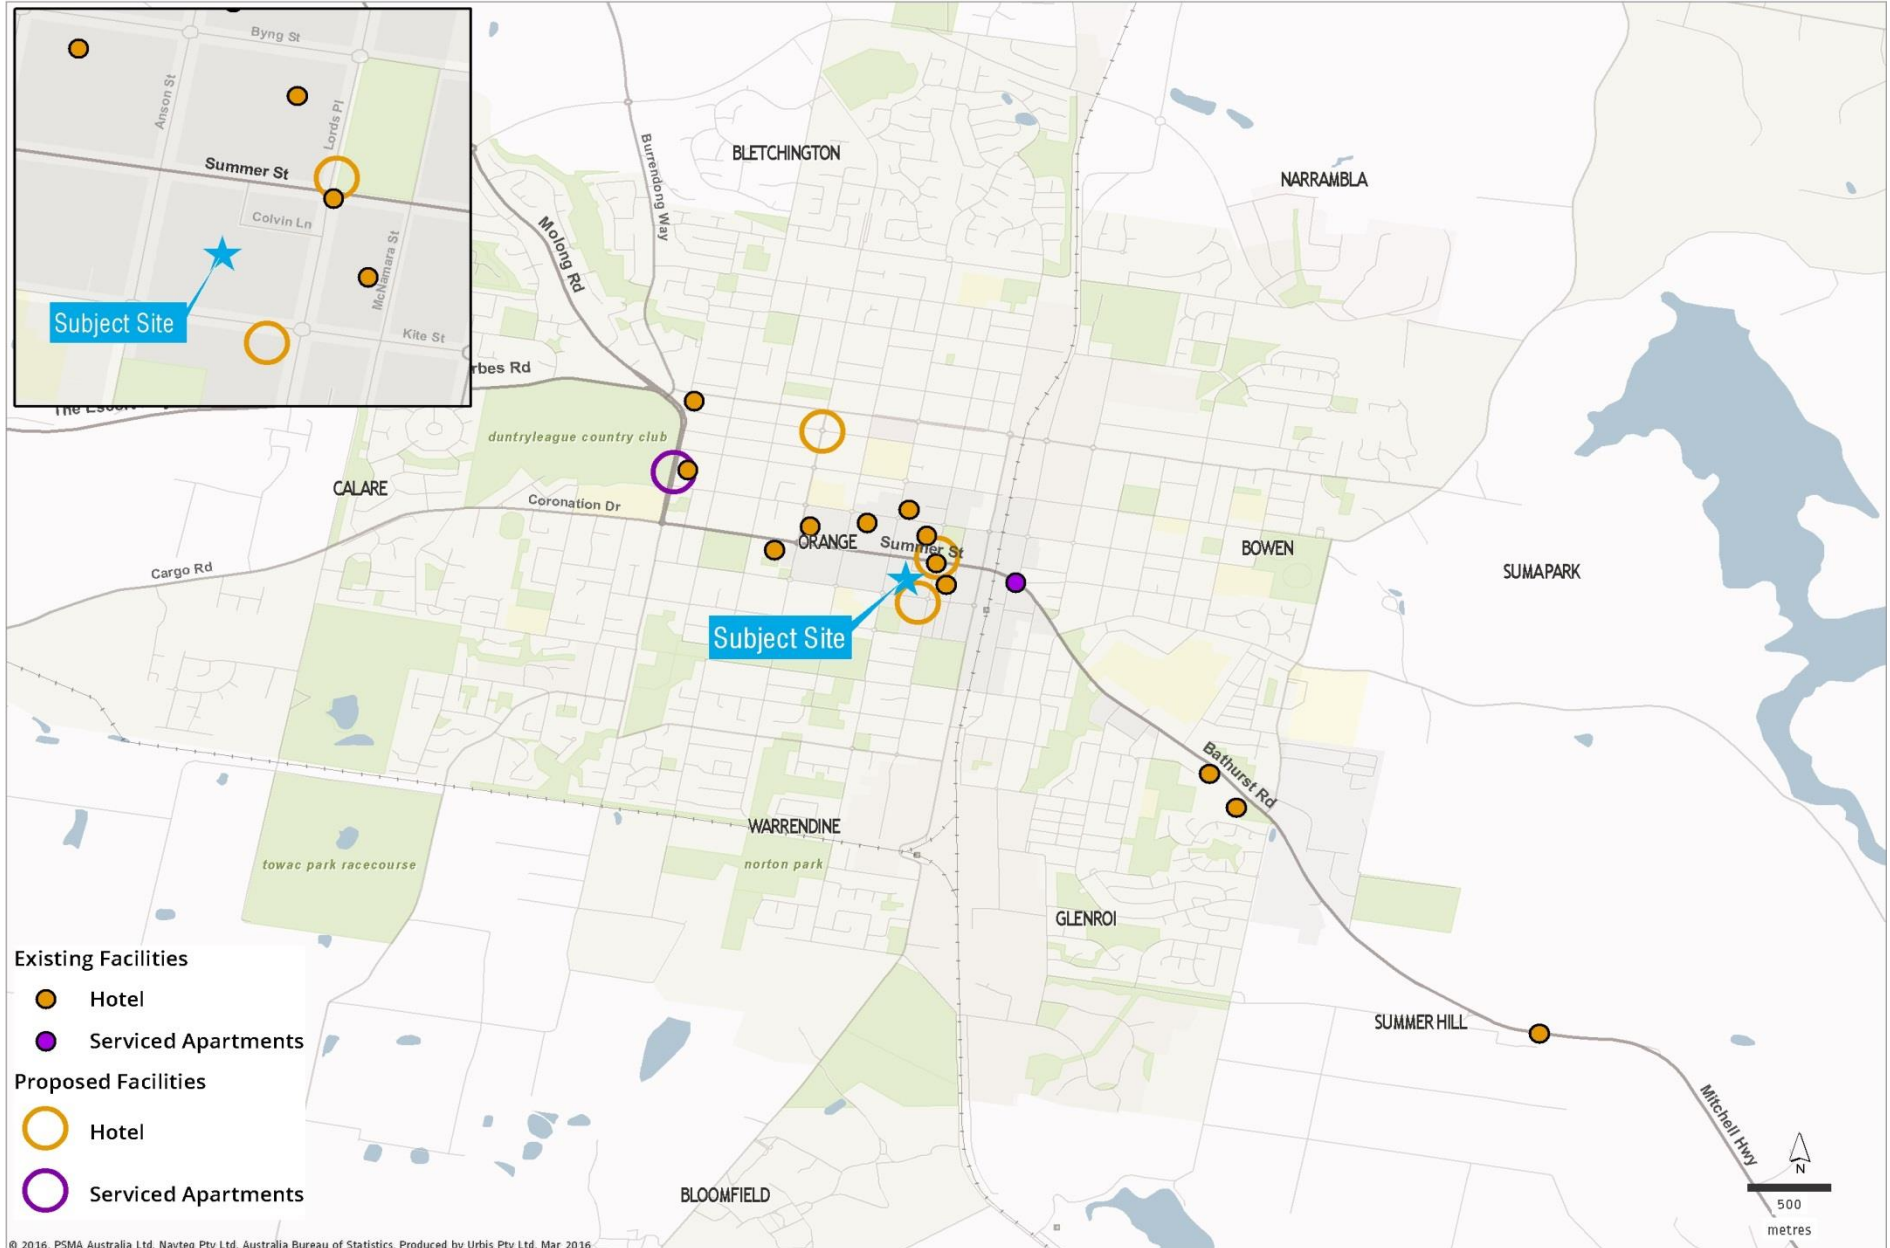 Byng St
Anson St
Lords Pl
Summer St
Colvin Ln
McNamara St
Subject Site
Kite St
BLETCHINGTON
NARRAMBLA
Burrendong Way
Molong Rd
rbes Rd
duntryleague country club
CALARE
Coronation Dr
ORANGE
Summer St
BOWEN
Cargo Rd
SUMAPARK
Subject Site
Bathurst Rd
WARRENDINE
towac park racecourse
norton park
GLENROI
Existing Facilities
Hotel
Serviced Apartments
SUMMER HILL
Proposed Facilities
Hotel
Serviced Apartments
Mitchell Hwy
BLOOMFIELD
N
500
metres
© 2016. PSMA Australia Ltd, Navteq Pty Ltd, Australia Bureau of Statistics. Produced by Urbis Pty Ltd, Mar 2016